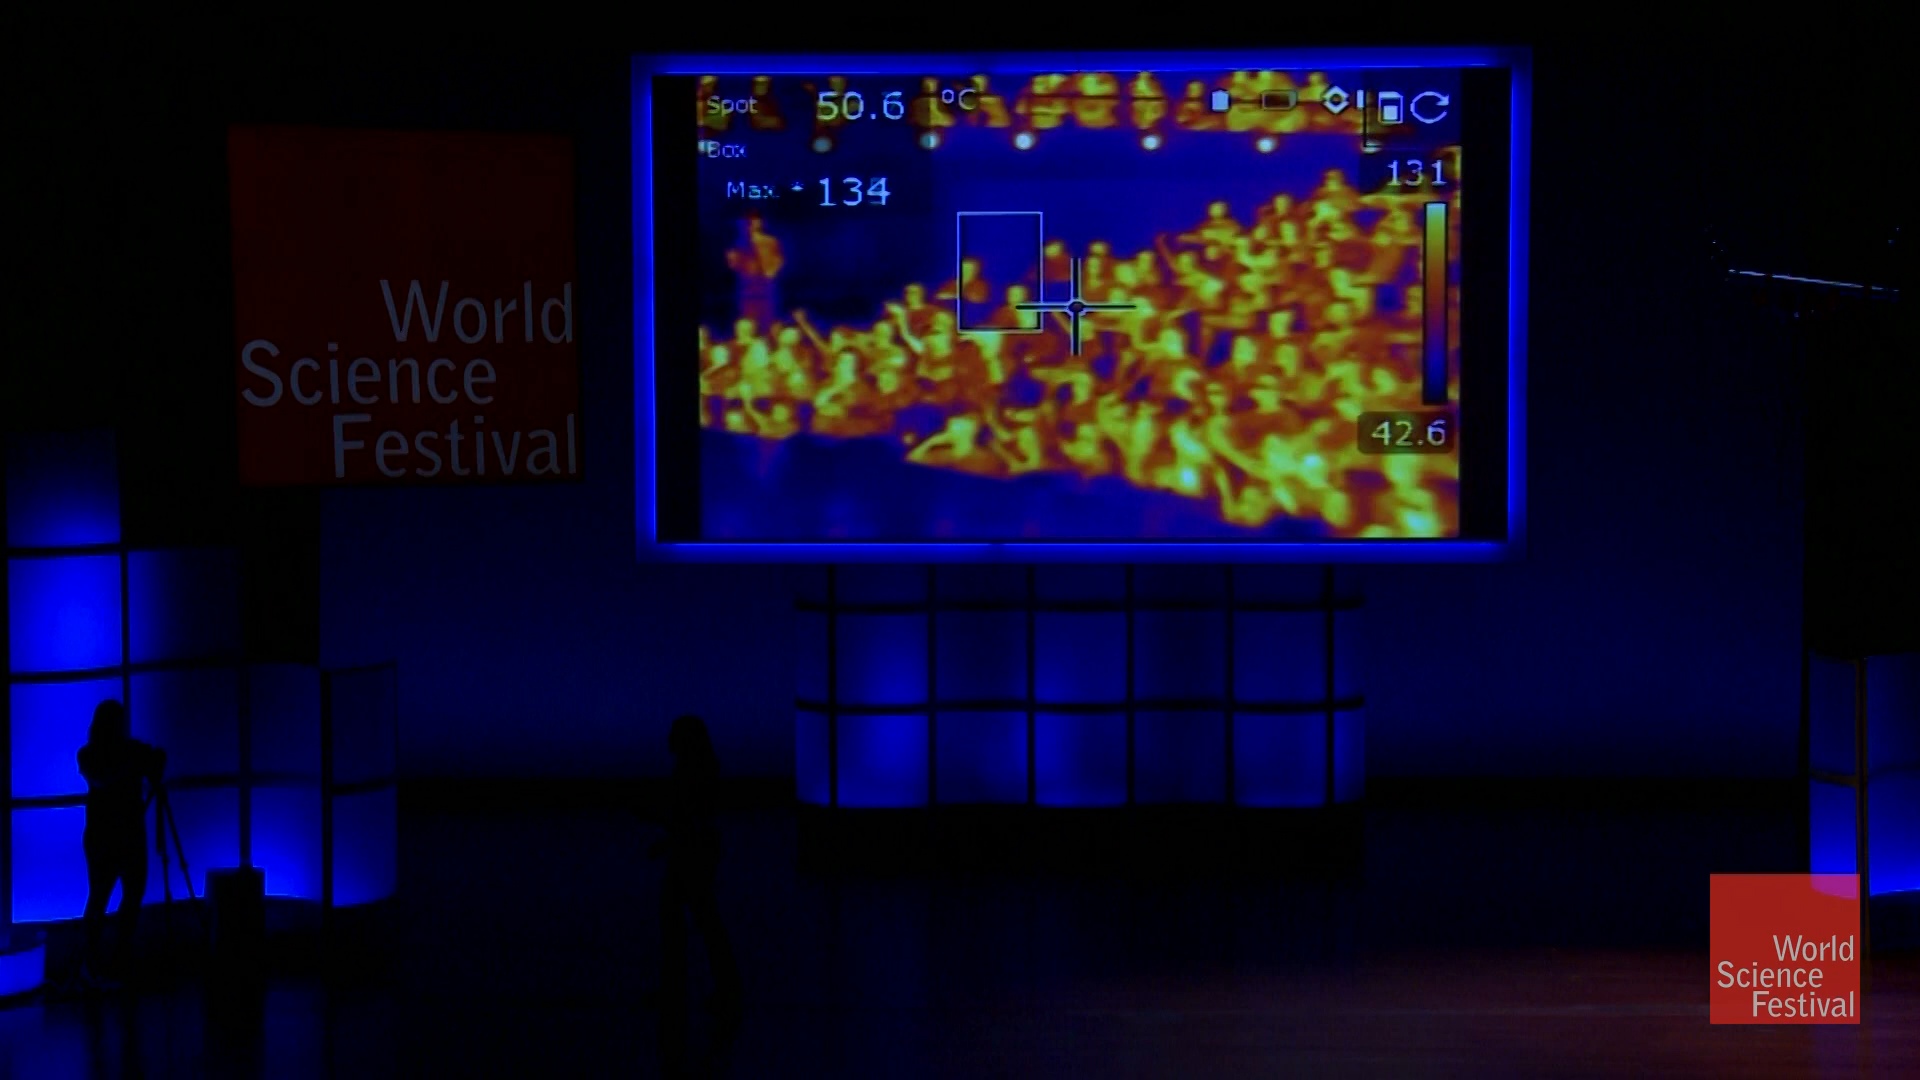 World
Science
Festival
Spot 50.6 °C
Box
Max 134
131
42.6
World
Science
Festival